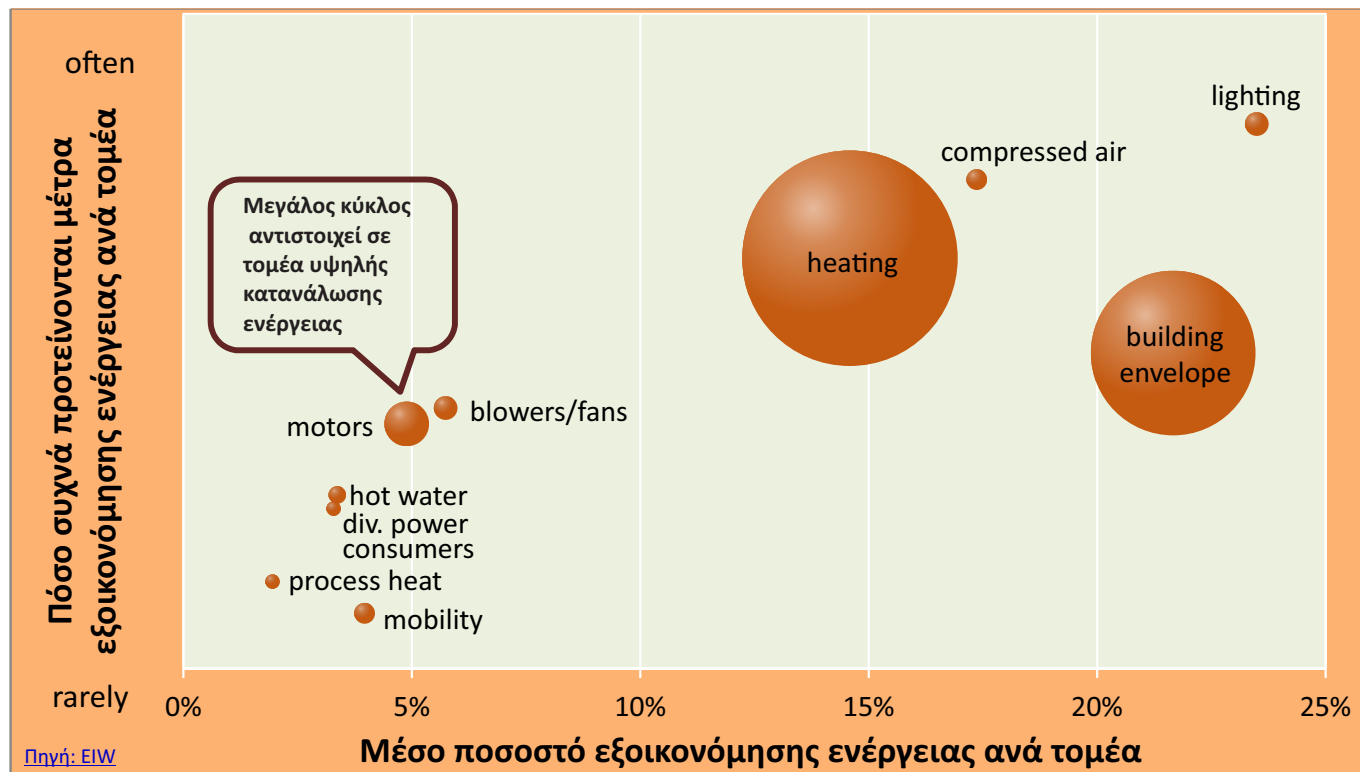 often
Πόσο συχνά προτείνονται μέτρα
εξοικονόμησης ενέργειας ανά τομέα
rarely
lighting
compressed air
Μεγάλος κύκλος
αντιστοιχεί σε
τομέα υψηλής
κατανάλωσης
ενέργειας
heating
building
envelope
blowers/fans
motors
hot water
div. power
consumers
process heat
mobility
0%
5%
10%
15%
20%
25%
Μέσο ποσοστό εξοικονόμησης ενέργειας ανά τομέα
Πηγή: EIW